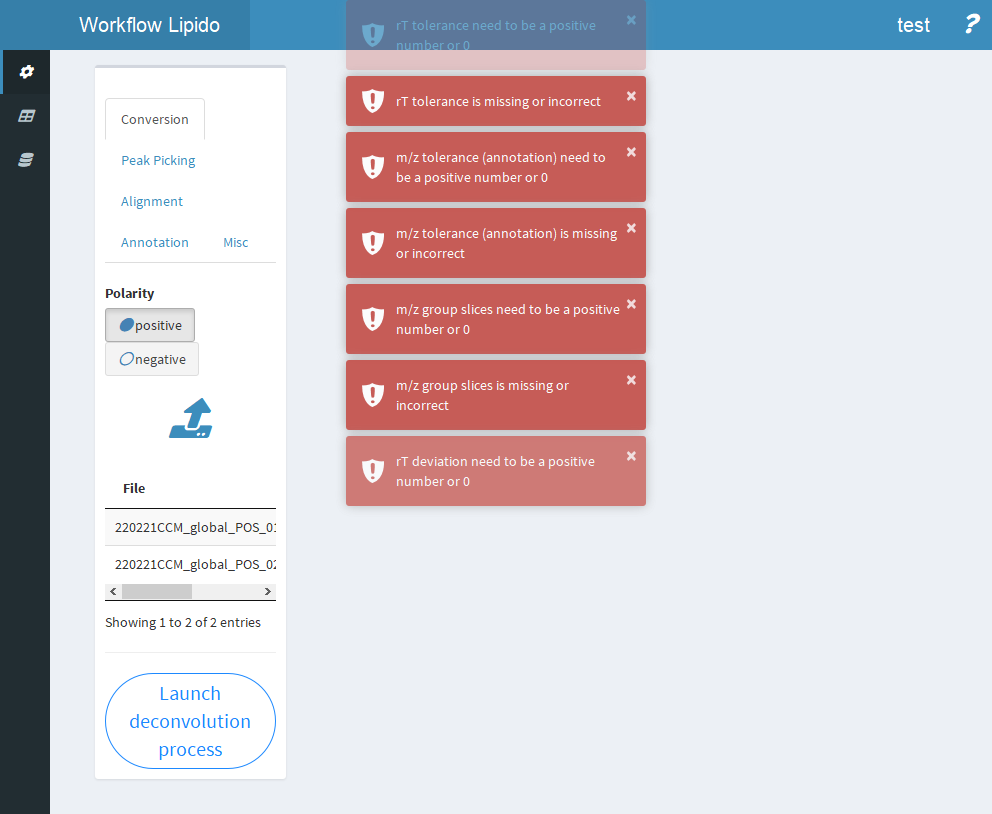 Workflow Lipido
test
?
Conversion
Peak Picking
Alignment
Annotation Misc
Polarity
positive
negative
File
220221CCM_global_POS_01
220221CCM_global_POS_02
Showing 1 to 2 of 2 entries
Launch
deconvolution
process
rT tolerance need to be a positive
number or 0
×
rT tolerance is missing or incorrect
×
m/z tolerance (annotation) need to
be a positive number or 0
×
m/z tolerance (annotation) is missing
or incorrect
×
m/z group slices need to be a positive
number or 0
×
m/z group slices is missing or
incorrect
×
rT deviation need to be a positive
number or 0
×